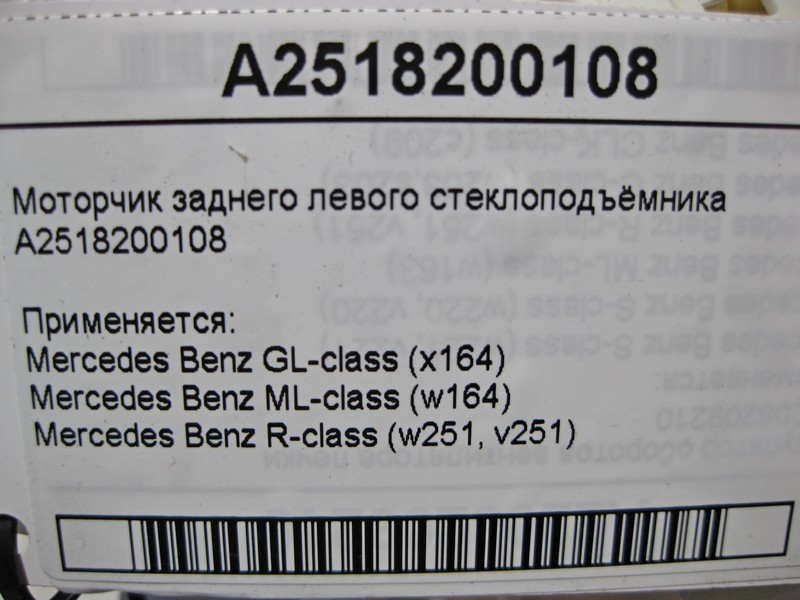 A2518200108
Моторчик заднего левого стеклоподъёмника
A2518200108
Применяется:
Mercedes Benz GL-class (x164)
Mercedes Benz ML-class (w164)
Mercedes Benz R-class (w251, v251)